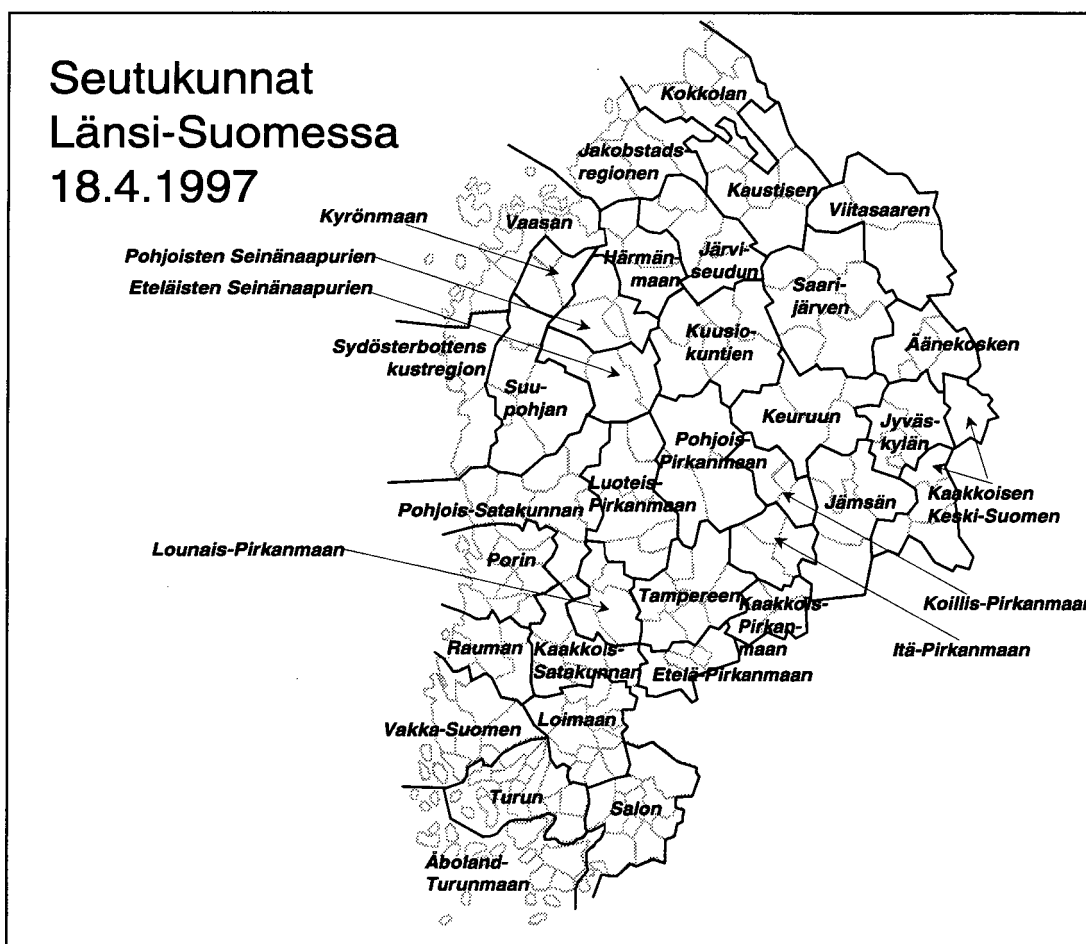 Seutukunnat
Länsi-Suomessa
18.4.1997
Kokkolan
Jakobstads-
regionen
Kaustisen
Viitasaaren
Kyrönmaan
Vaasan
Pohjoisten Seinänaapurien
Härmän-
maan
Järvi-
seudun
Eteläisten Seinänaapurien
Saari-
järven
Sydösterbottens
kustregion
Kuusio-
kuntien
Äänekosken
Suu-
pohjan
Keuruun
Jyväs-
kylän
Pohjois-
Pirkanmaan
Luoteis-
Pirkanmaan
Pohjois-Satakunnan
Jämsän
Kaakkoisen
Keski-Suomen
Lounais-Pirkanmaan
Porin
Tampereen
Kaakkois-
Pirkan-
maan
Koillis-Pirkanmaan
Itä-Pirkanmaan
Rauman
Kaakkois-
Satakunnan
Etelä-Pirkanmaan
Vakka-Suomen
Loimaan
Turun
Salon
Åboland-
Turunmaan